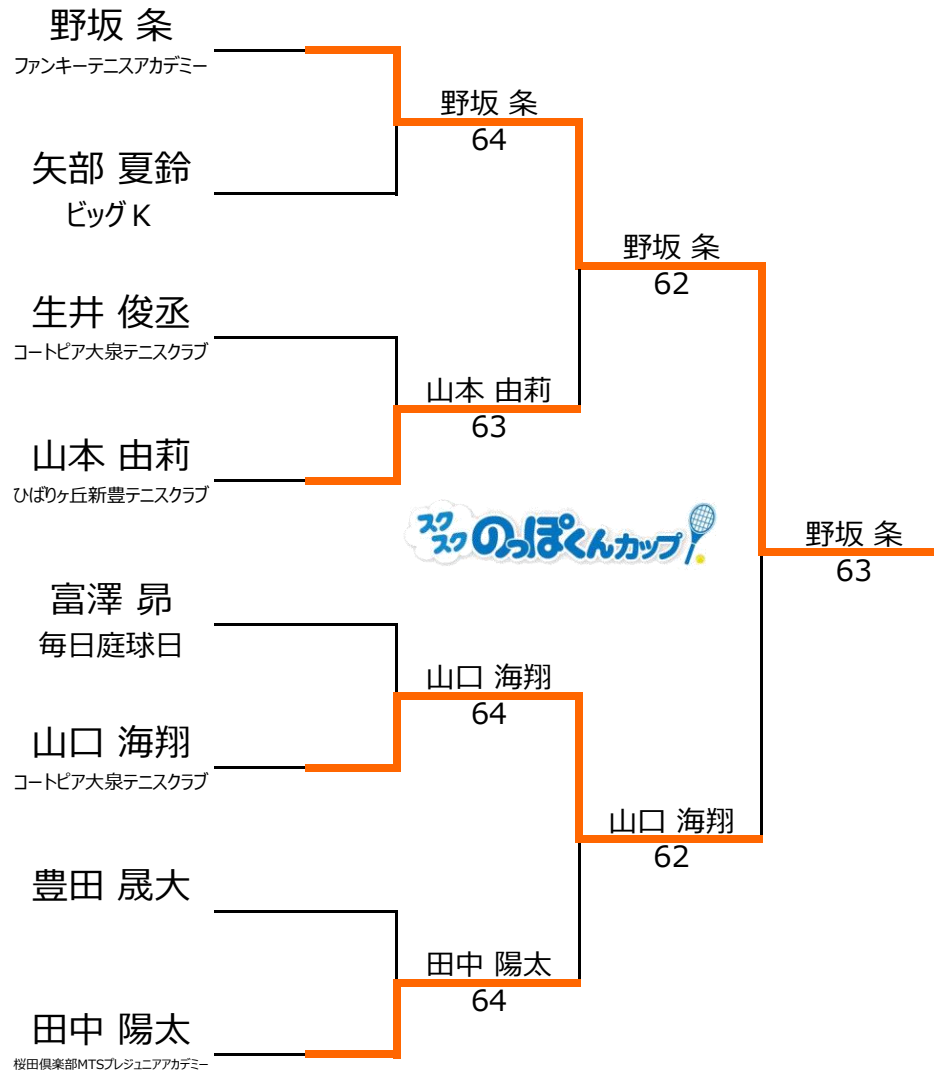 野坂 条
ファンキーテニスアカデミー
野坂 条
64
矢部 夏鈴
ビッグK
野坂 条
62
生井 俊丞
コートピア大泉テニスクラブ
山本 由莉
63
山本 由莉
ひばりヶ丘新豊テニスクラブ
スクスク のっぽくんカップ
野坂 条
63
富澤 昴
毎日庭球日
山口 海翔
64
山口 海翔
コートピア大泉テニスクラブ
山口 海翔
62
豊田 晟大
田中 陽太
64
田中 陽太
桜田倶楽部MTSプレジュニアアカデミー